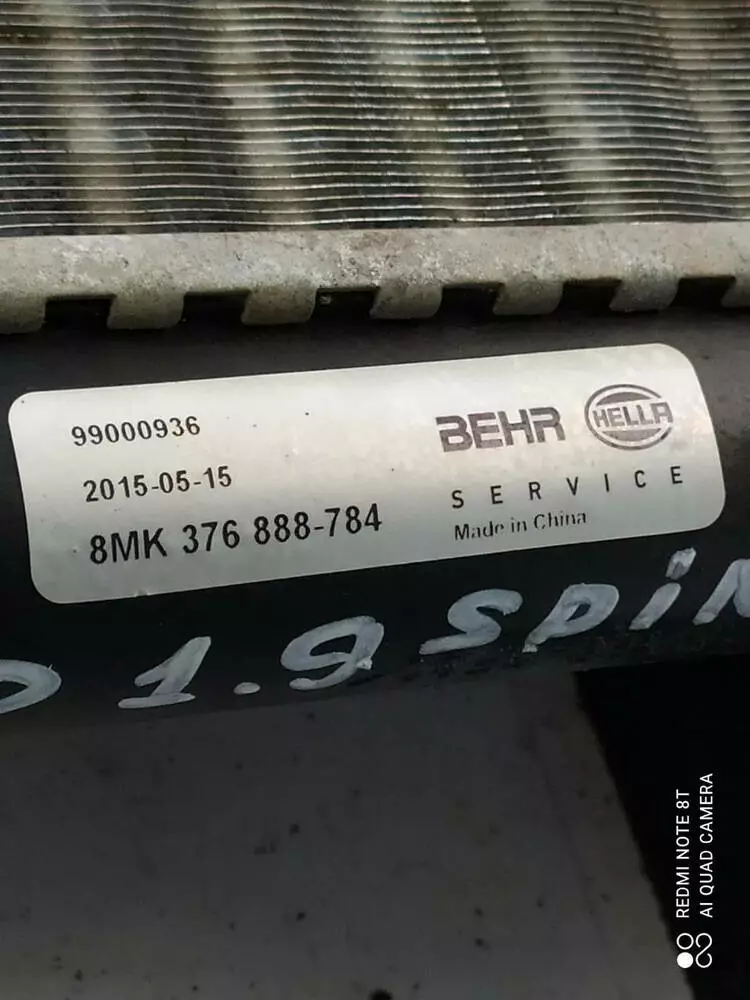 99000936
2015-05-15
8MK 376 888-784
BEHR HELLA
SERVICE
Made in China
1.9 SPiN
REDMI NOTE 8T
AI QUAD CAMERA